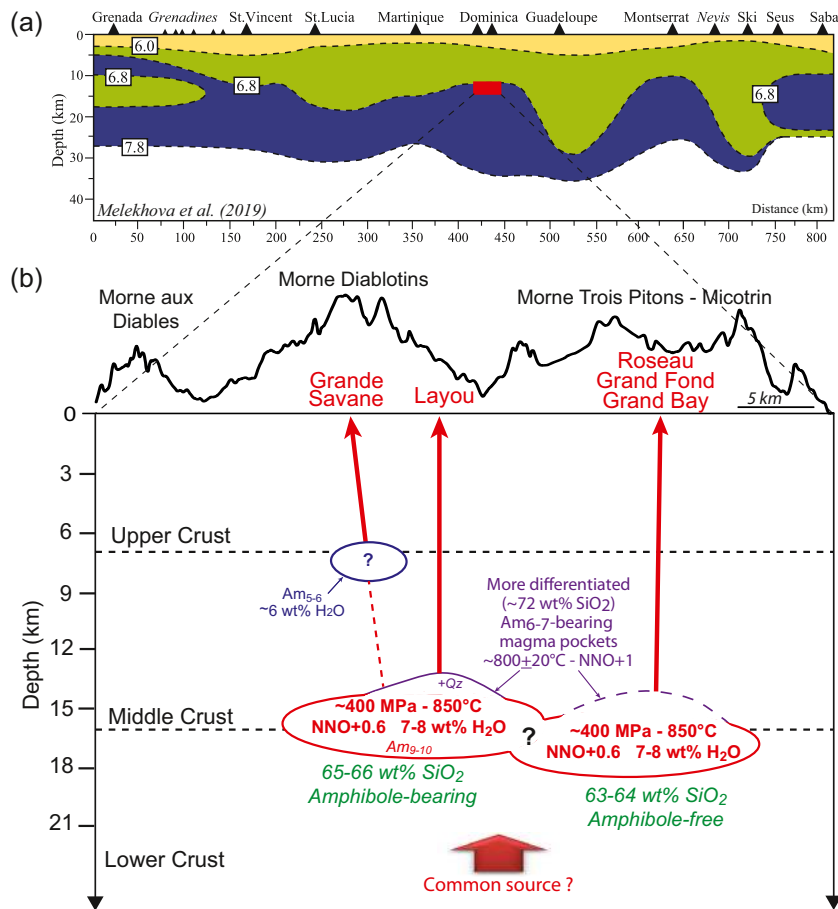 (a)
Grenada Grenadines St.Vincent St.Lucia Martinique Dominica Guadeloupe Montserrat Nevis Ski Seus Saba
0
10
20
30
40
Depth (km)
6.0
6.8
6.8
6.8
7.8
Melekhova et al. (2019)
Distance (km)
0 50 100 150 200 250 300 350 400 450 500 550 600 650 700 750 800
(b)
Morne aux
Diables
Morne Diablotins
Morne Trois Pitons - Micotrin
Grande
Savane
Layou
Roseau
Grand Fond
Grand Bay
5 km
0
3
6
9
12
15
18
21
Depth (km)
Upper Crust
Middle Crust
Lower Crust
?
Am5-6
~6 wt% H2O
More differentiated
(~72 wt% SiO2)
Am6-7-bearing
magma pockets
~800±20°C - NNO+1
+Qz
~400 MPa - 850°C
NNO+0.6 7-8 wt% H2O
Am9-10
?
~400 MPa - 850°C
NNO+0.6 7-8 wt% H2O
65-66 wt% SiO2
Amphibole-bearing
63-64 wt% SiO2
Amphibole-free
Common source ?